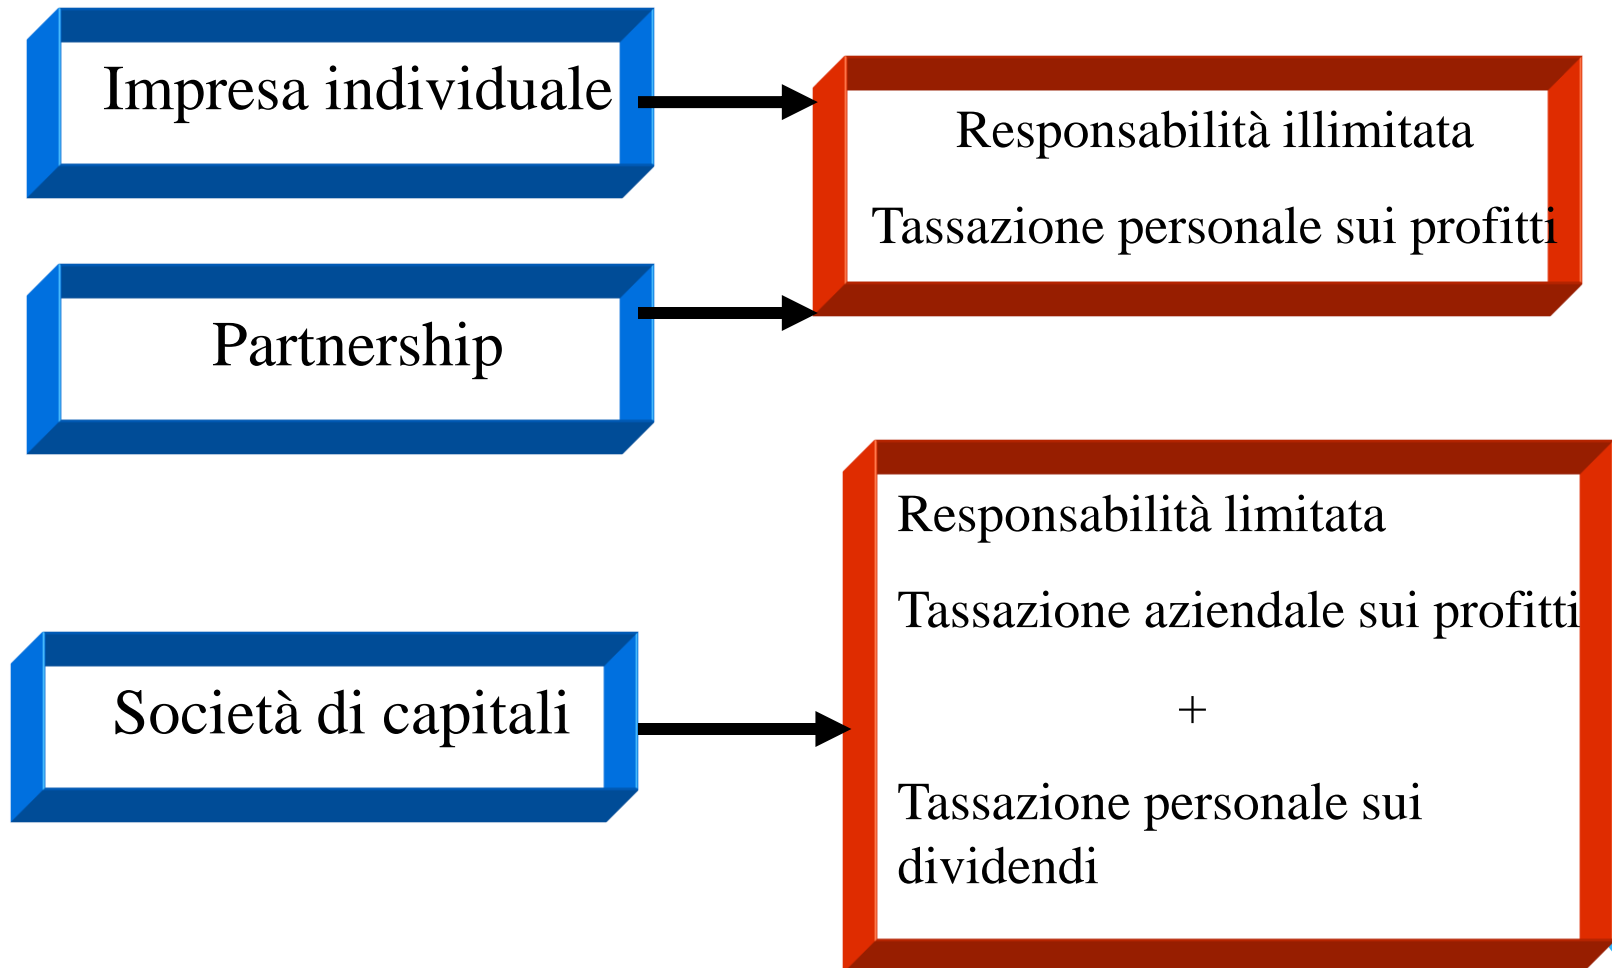 Impresa individuale
Responsabilità illimitata
Tassazione personale sui profitti
Partnership
Responsabilità limitata
Tassazione aziendale sui profitti
Società di capitali
+
Tassazione personale sui
dividendi